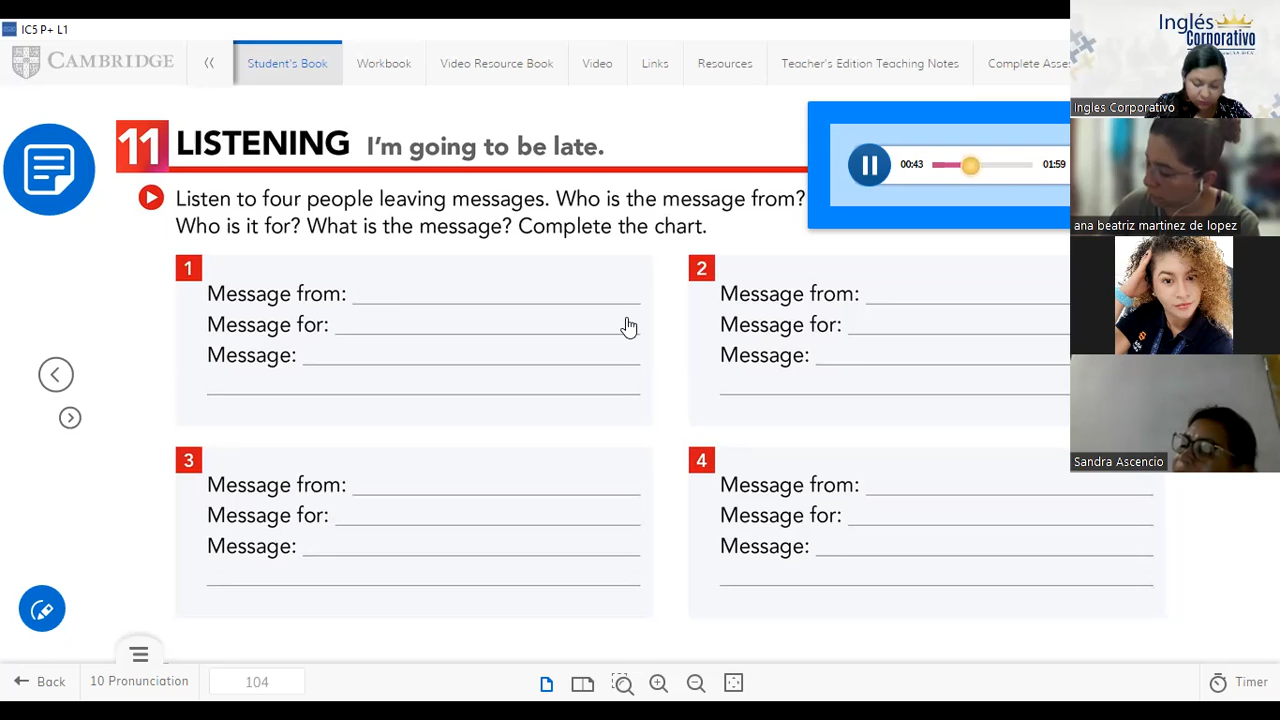 IC5 P+ L1
CAMBRIDGE
Student's Book
Workbook
Video
Video
Links
Resources
Teacher's Edition Teaching Notes
Complete
Inglés
Corporativo
Ingles Corporativo
11 LISTENING I'm going to be late.
00:43
01:59
Listen to four people leaving messages. Who is the message from?
Who is it for? What is the message? Complete the chart.
ana beatriz martinez de lopez
1
Message from:
Message for:
Message:
2
Message from:
Message for:
Message:
Sandra Ascencio
3
Message from:
Message for:
Message:
4
Message from:
Message for:
Message:
Back
10 Pronunciation
104
Timer